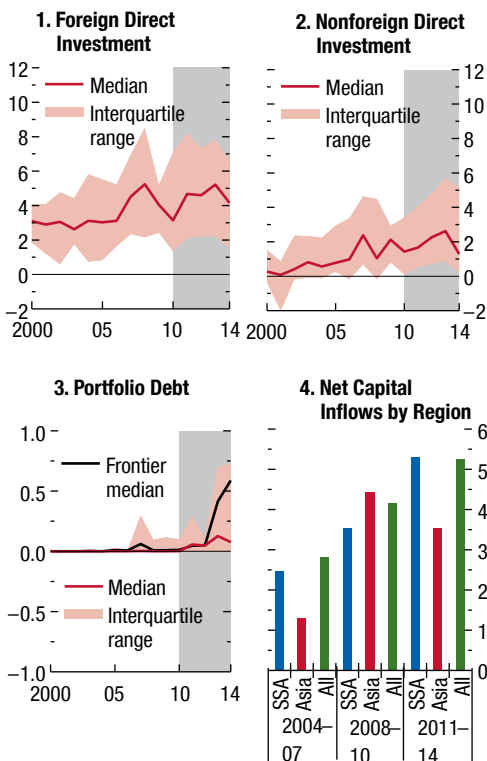 1. Foreign Direct
Investment
12
10
8
6
4
2
0
−2
Median
Interquartile
range
2000 05 10 14
2. Nonforeign Direct
Investment
Median
Interquartile
range
12
10
8
6
4
2
0
−2
2000 05 10 14
3. Portfolio Debt
1.0
0.5
0.0
−0.5
−1.0
Frontier
median
Median
Interquartile
range
2000 05 10 14
4. Net Capital
Inflows by Region
6
5
4
3
2
1
0
SSA Asia All SSA Asia All SSA Asia All
2004– 2008– 2011–
07 10 14